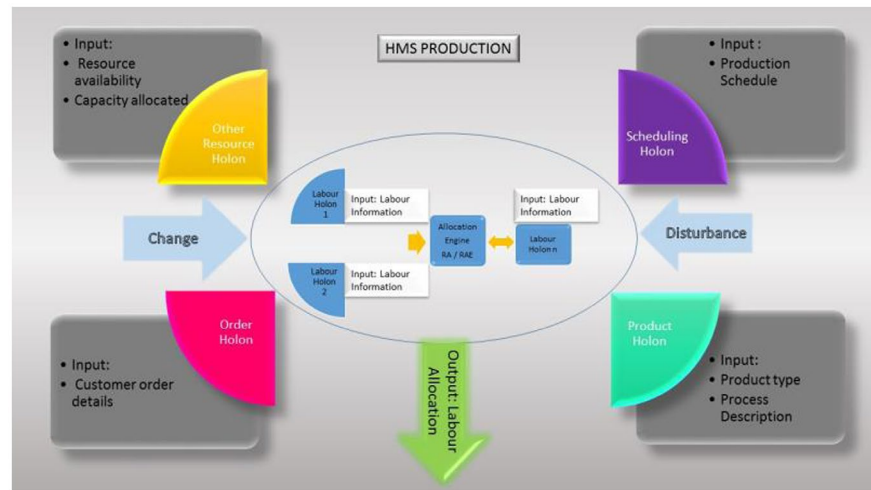 HMS PRODUCTION
• Input:
• Resource
availability
• Capacity allocated
Other
Resource
Holon
• Input :
• Production
Schedule
Scheduling
Holon
Change
Labour
Holon
1
Input: Labour
Information
Allocation
Engine
RA / RAE
Input: Labour
Information
Labour
Holon n
Labour
Holon
2
Input: Labour
Information
Disturbance
Order
Holon
• Input:
• Customer order
details
Output: Labour
Allocation
Product
Holon
• Input:
• Product type
• Process
Description